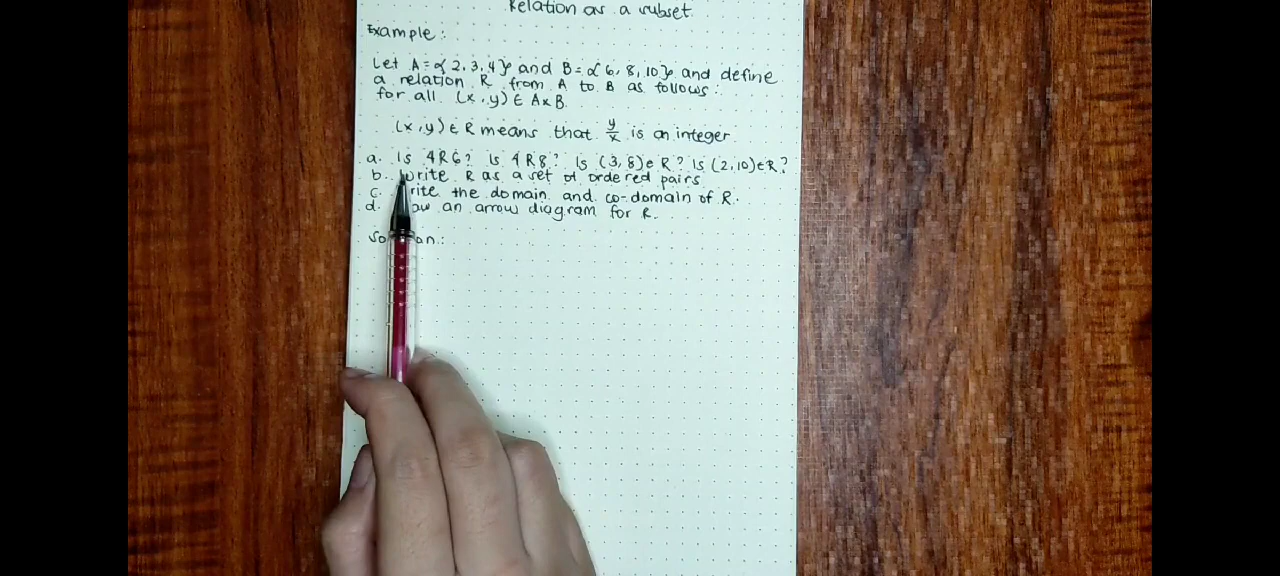 Relation as a subset
Example:
Let A = { 2, 3, 4 } and B = { 6, 8, 10 } and define
a relation R from A to B as follows:
for all (x, y) ∈ A x B
(x, y) ∈ R means that y/x is an integer
a. Is 4R6? Is 4R8? Is (3, 8) ∈ R? Is (2, 10) ∈ R?
b. Write R as a set of ordered pairs
c. the domain and co-domain of R.
d. an arrow diagram for R.